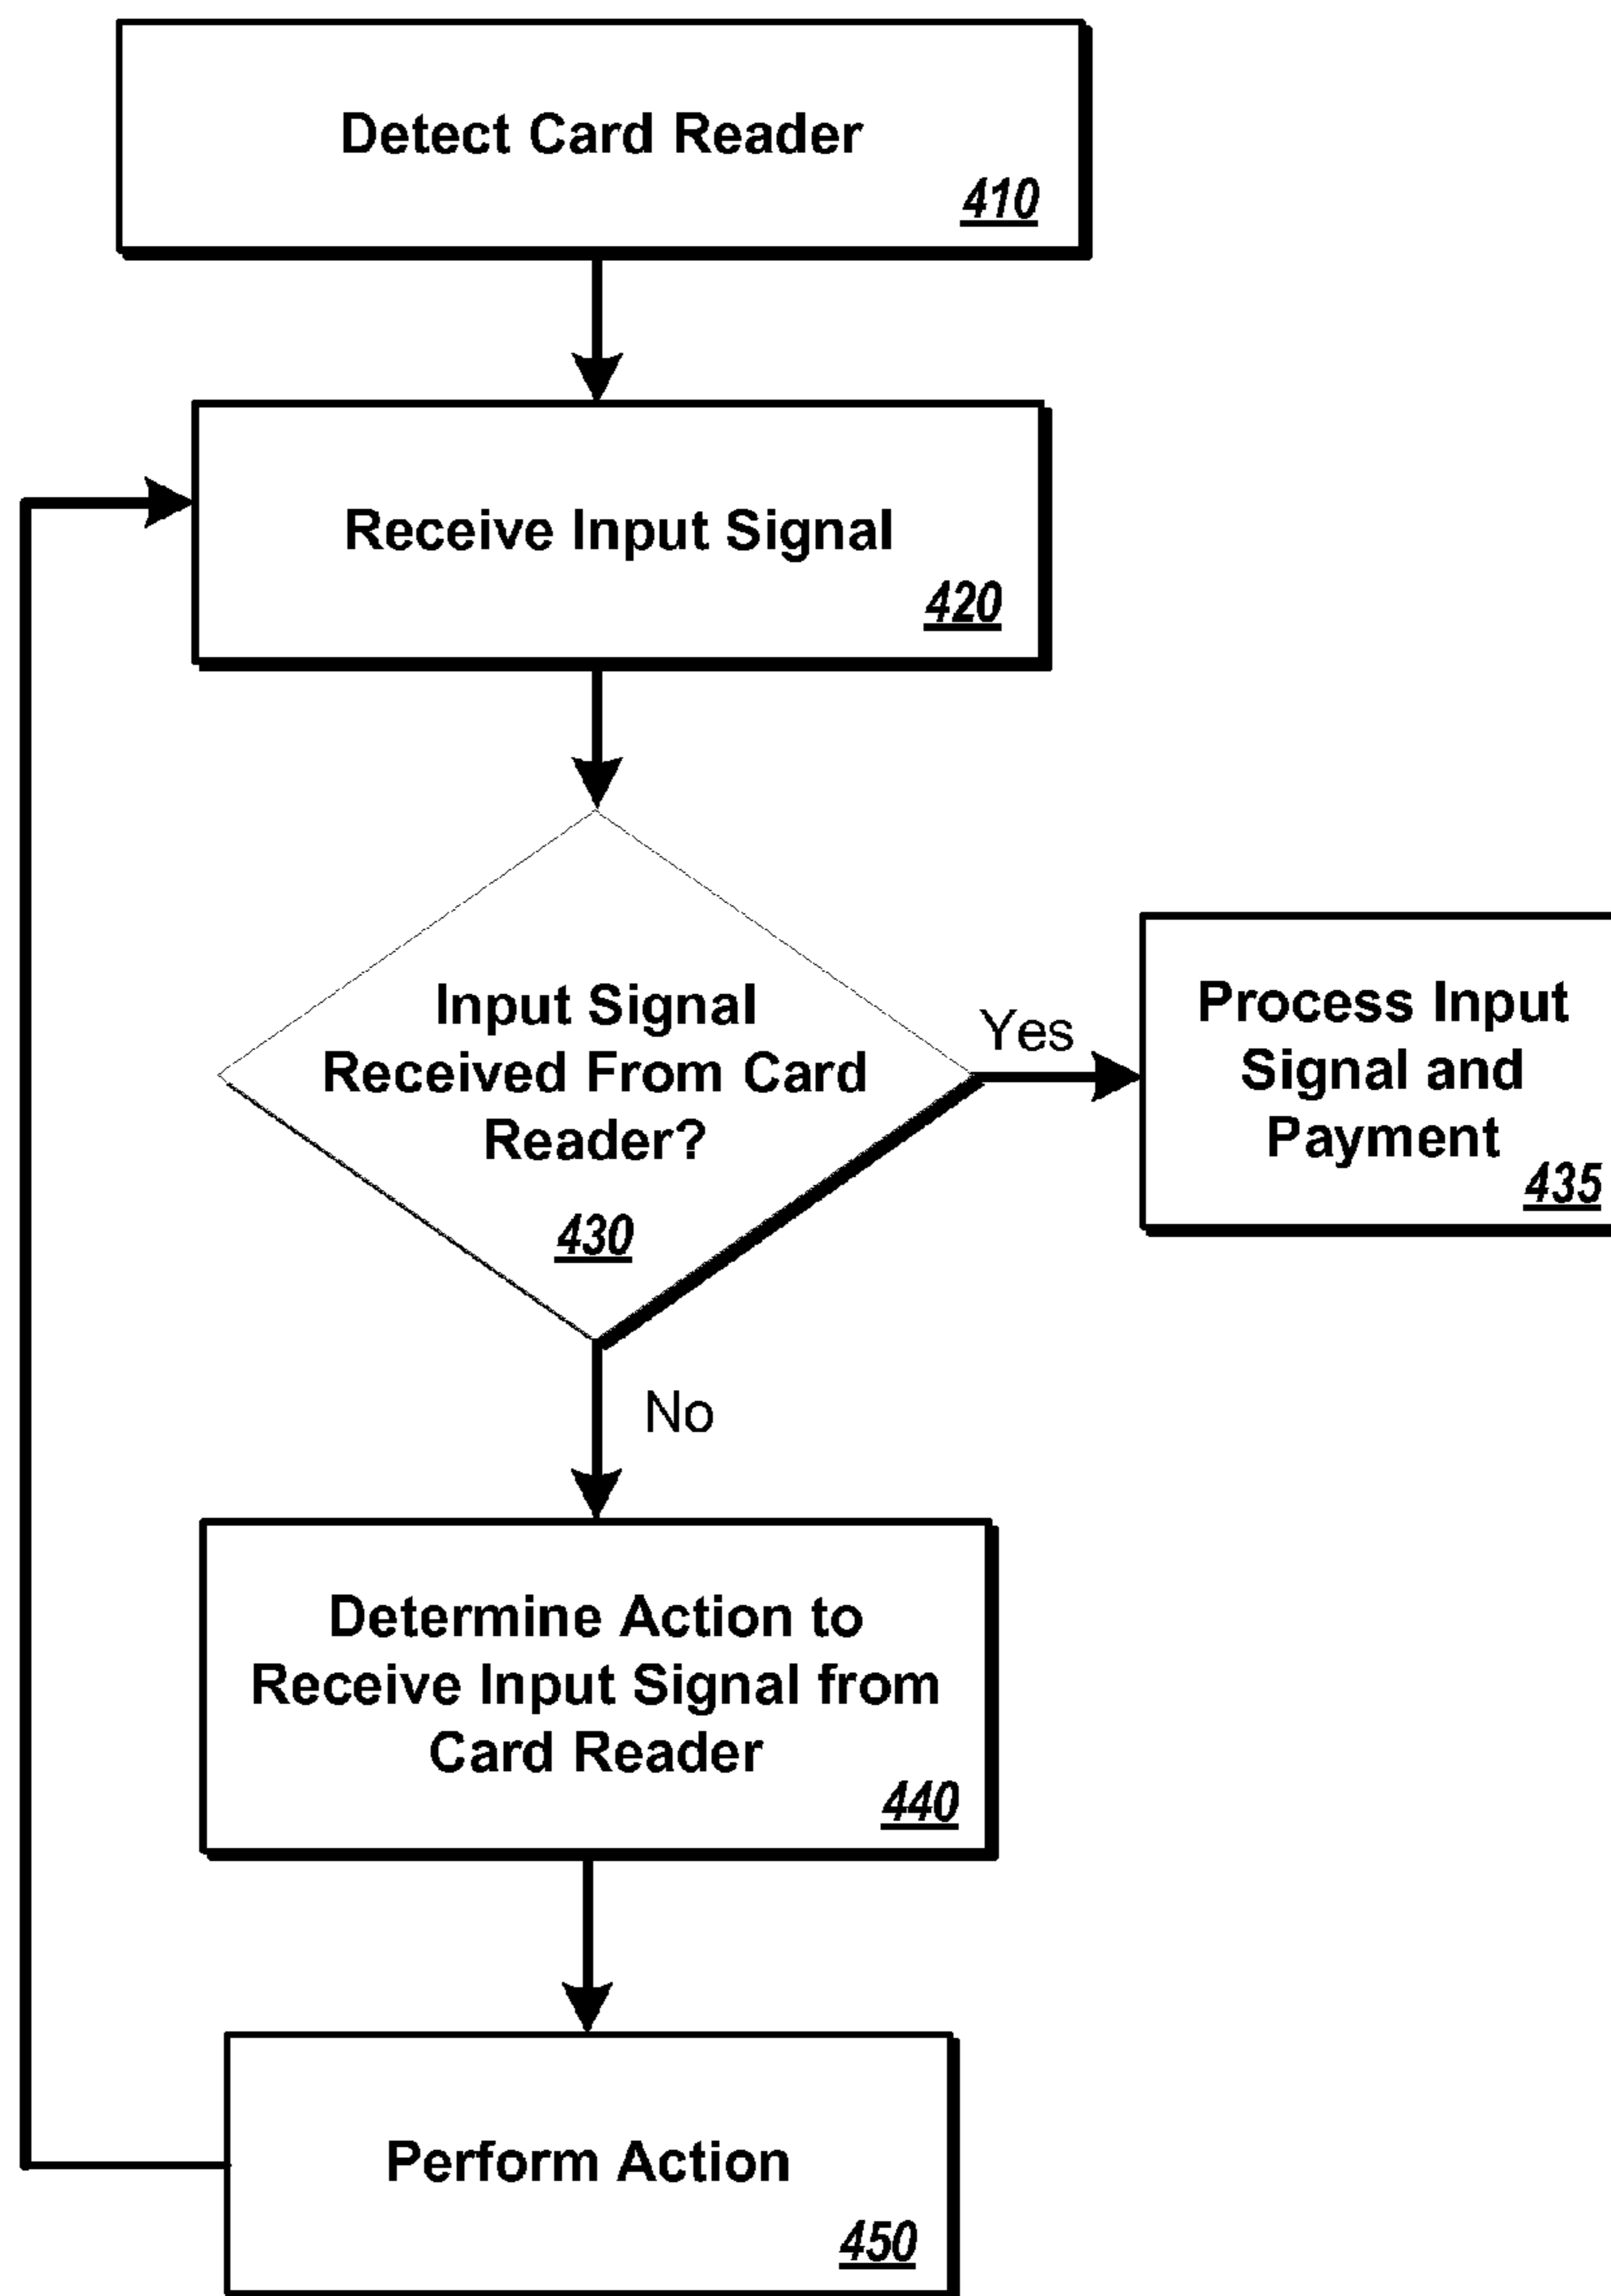 Detect Card Reader
410
Receive Input Signal
420
Input Signal
Received From Card
Reader?
430
Yes
Process Input
Signal and
Payment
435
No
Determine Action to
Receive Input Signal from
Card Reader
440
Perform Action
450